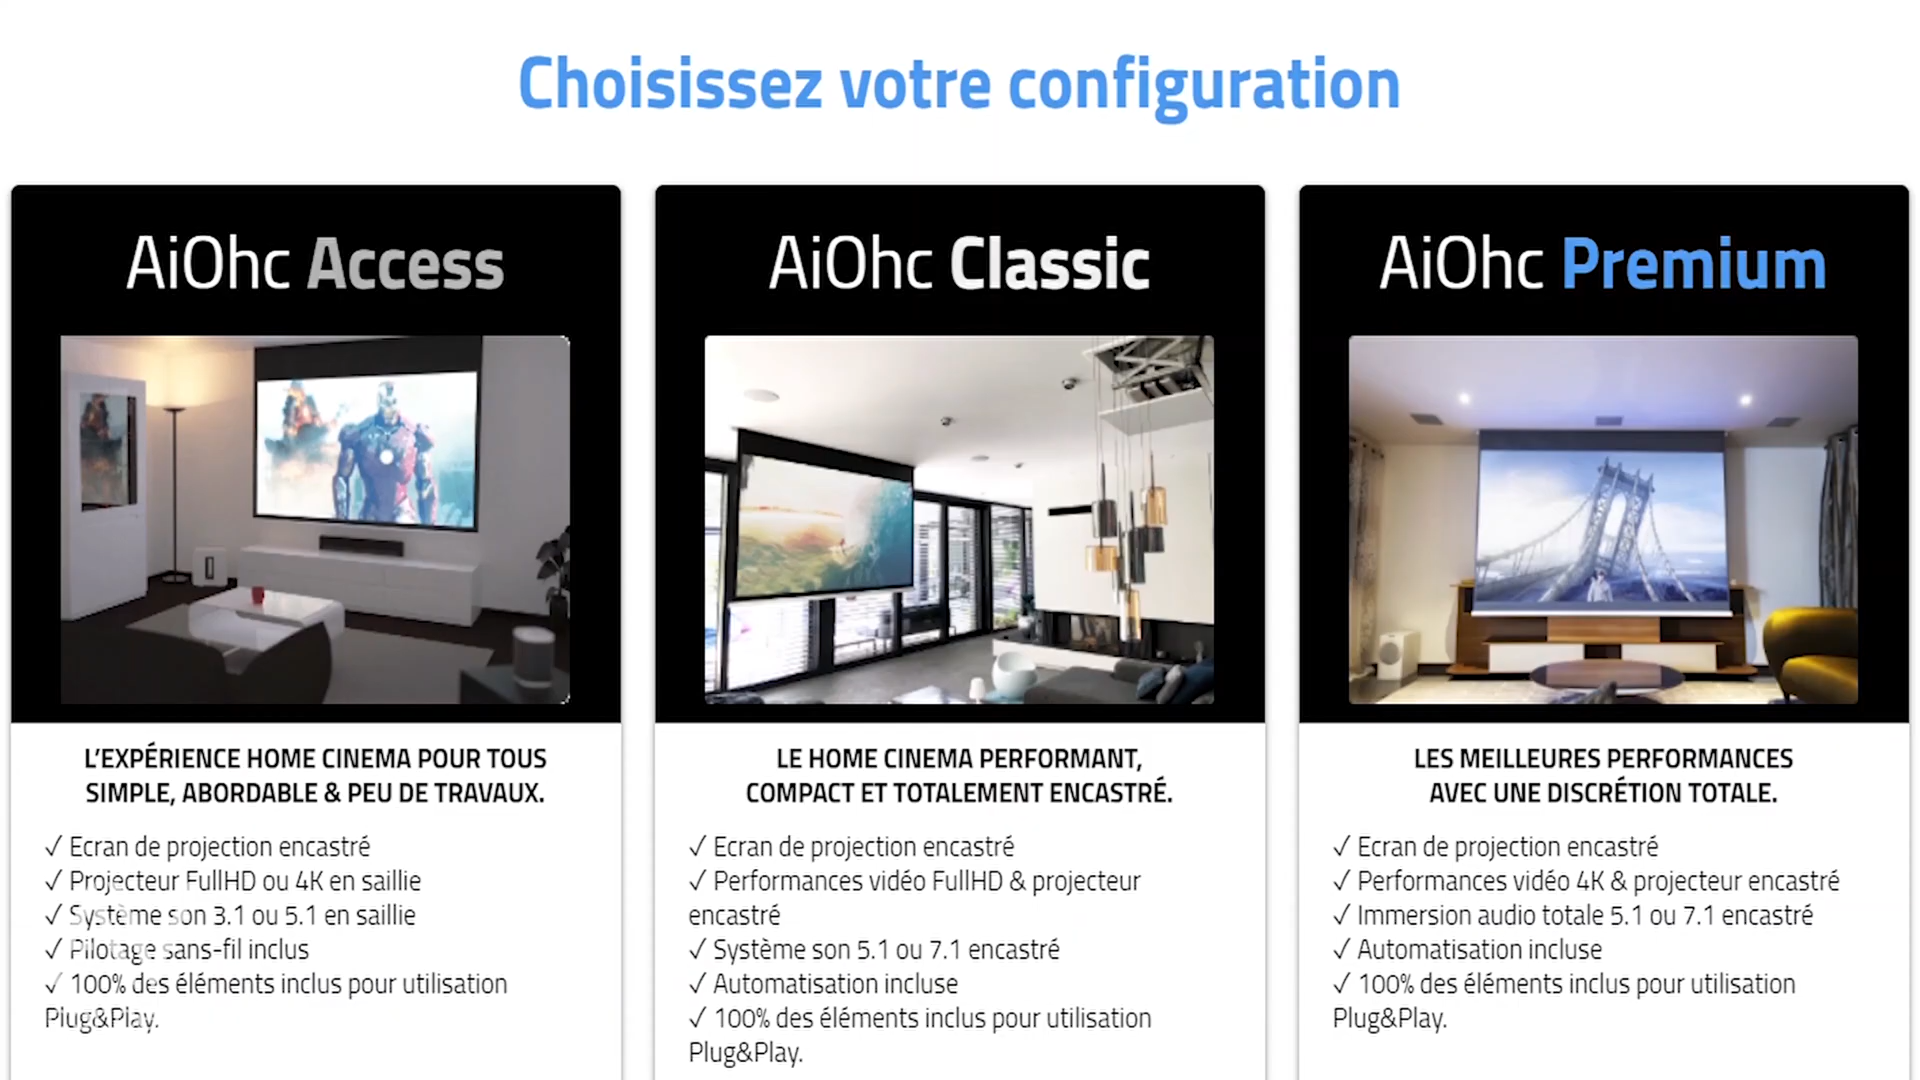 Choisissez votre configuration
AiOhc Access
L'EXPÉRIENCE HOME CINEMA POUR TOUS
SIMPLE, ABORDABLE & PEU DE TRAVAUX.
✓ Ecran de projection encastré
✓ Projecteur FullHD ou 4K en saillie
✓ Système son 3.1 ou 5.1 en saillie
✓ Pilotage sans-fil inclus
✓ 100% des éléments inclus pour utilisation
Plug&Play.
AiOhc Classic
LE HOME CINEMA PERFORMANT,
COMPACT ET TOTALEMENT ENCASTRÉ.
✓ Ecran de projection encastré
✓ Performances vidéo FullHD & projecteur
encastré
✓ Système son 5.1 ou 7.1 encastré
✓ Automatisation incluse
✓ 100% des éléments inclus pour utilisation
Plug&Play.
AiOhc Premium
LES MEILLEURES PERFORMANCES
AVEC UNE DISCRÉTION TOTALE.
✓ Ecran de projection encastré
✓ Performances vidéo 4K & projecteur encastré
✓ Immersion audio totale 5.1 ou 7.1 encastré
✓ Automatisation incluse
✓ 100% des éléments inclus pour utilisation
Plug&Play.